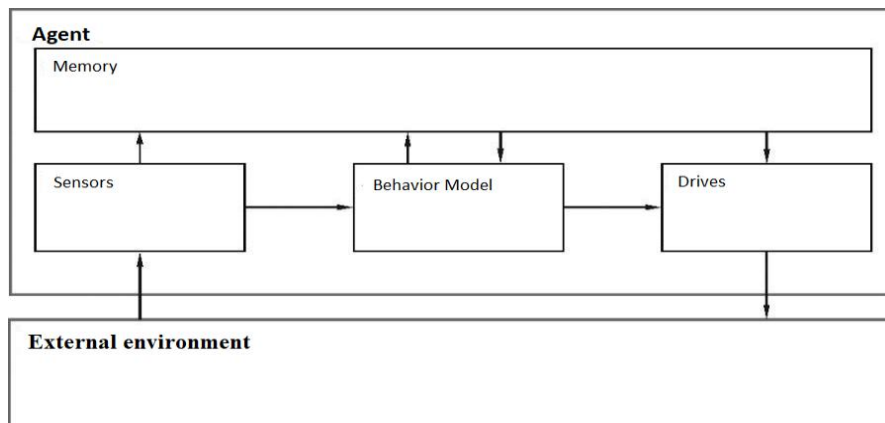 Agent
Memory
Sensors
Behavior Model
Drives
External environment